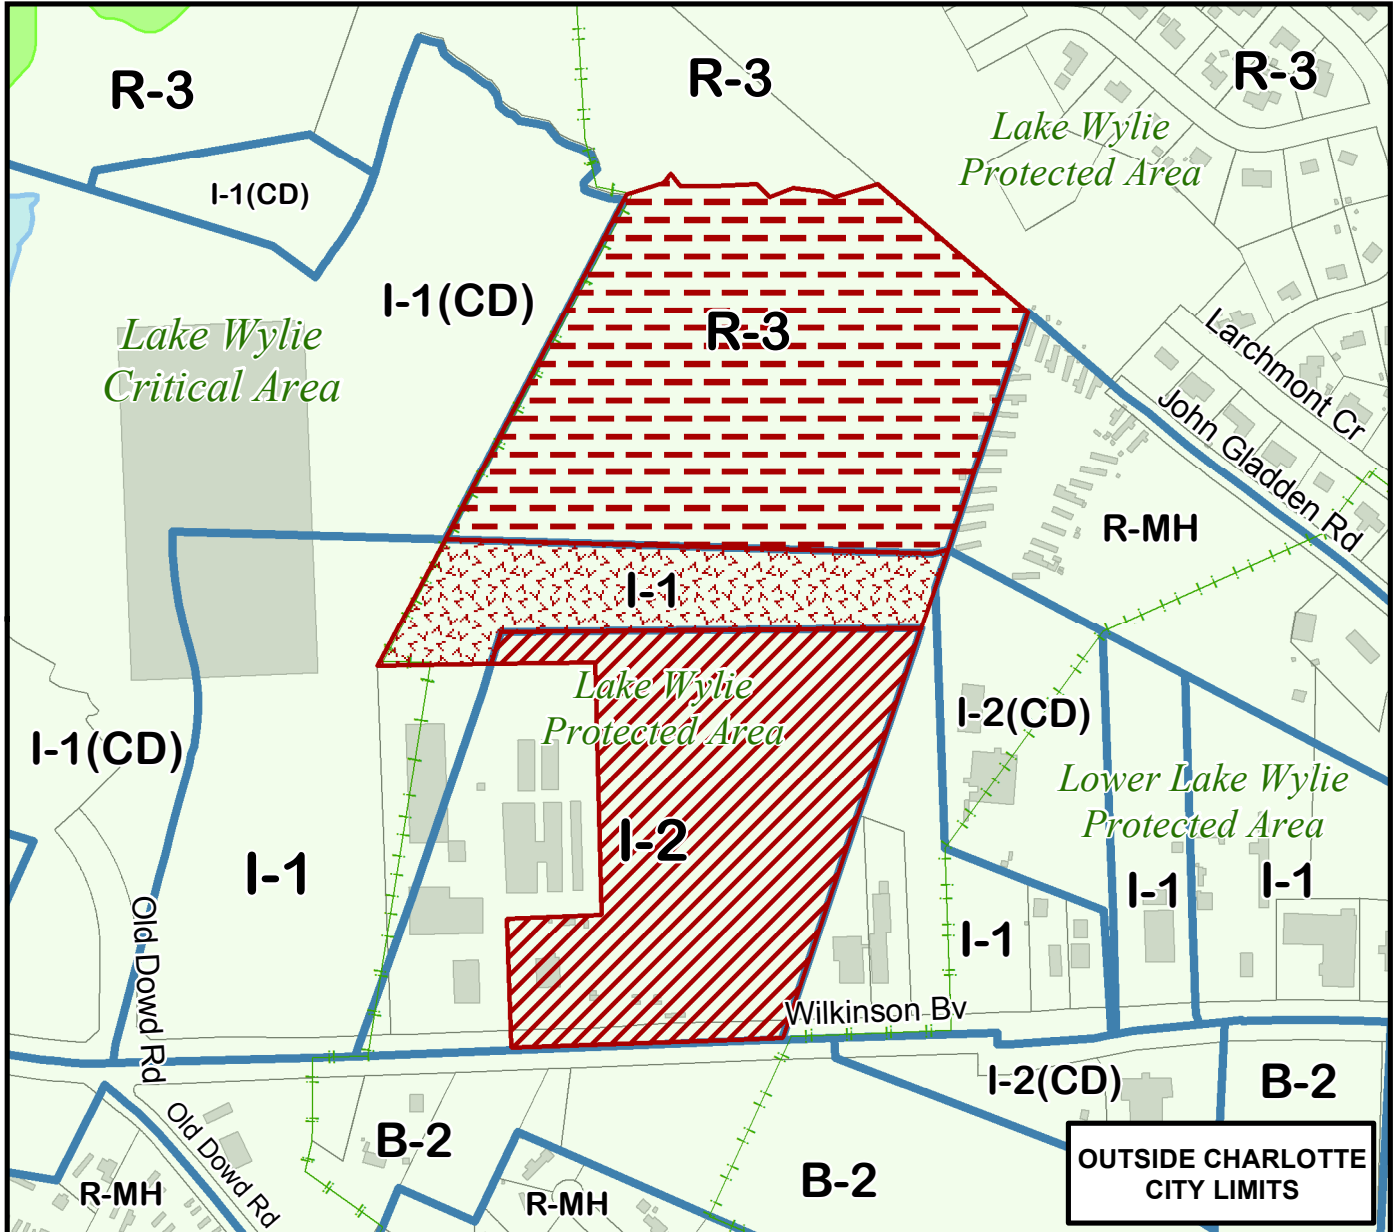 R-3
R-3
R-3
Lake Wylie
Protected Area
I-1(CD)
I-1(CD)
R-3
Lake Wylie
Critical Area
Larchmont Cr
John Gladden Rd
R-MH
I-1
Lake Wylie
Protected Area
I-2(CD)
I-1(CD)
Lower Lake Wylie
Protected Area
I-2
I-1
I-1
I-1
I-1
Old Dowd Rd
Wilkinson Bv
I-2(CD)
B-2
Old Dowd Rd
B-2
B-2
R-MH
R-MH
OUTSIDE CHARLOTTE
CITY LIMITS